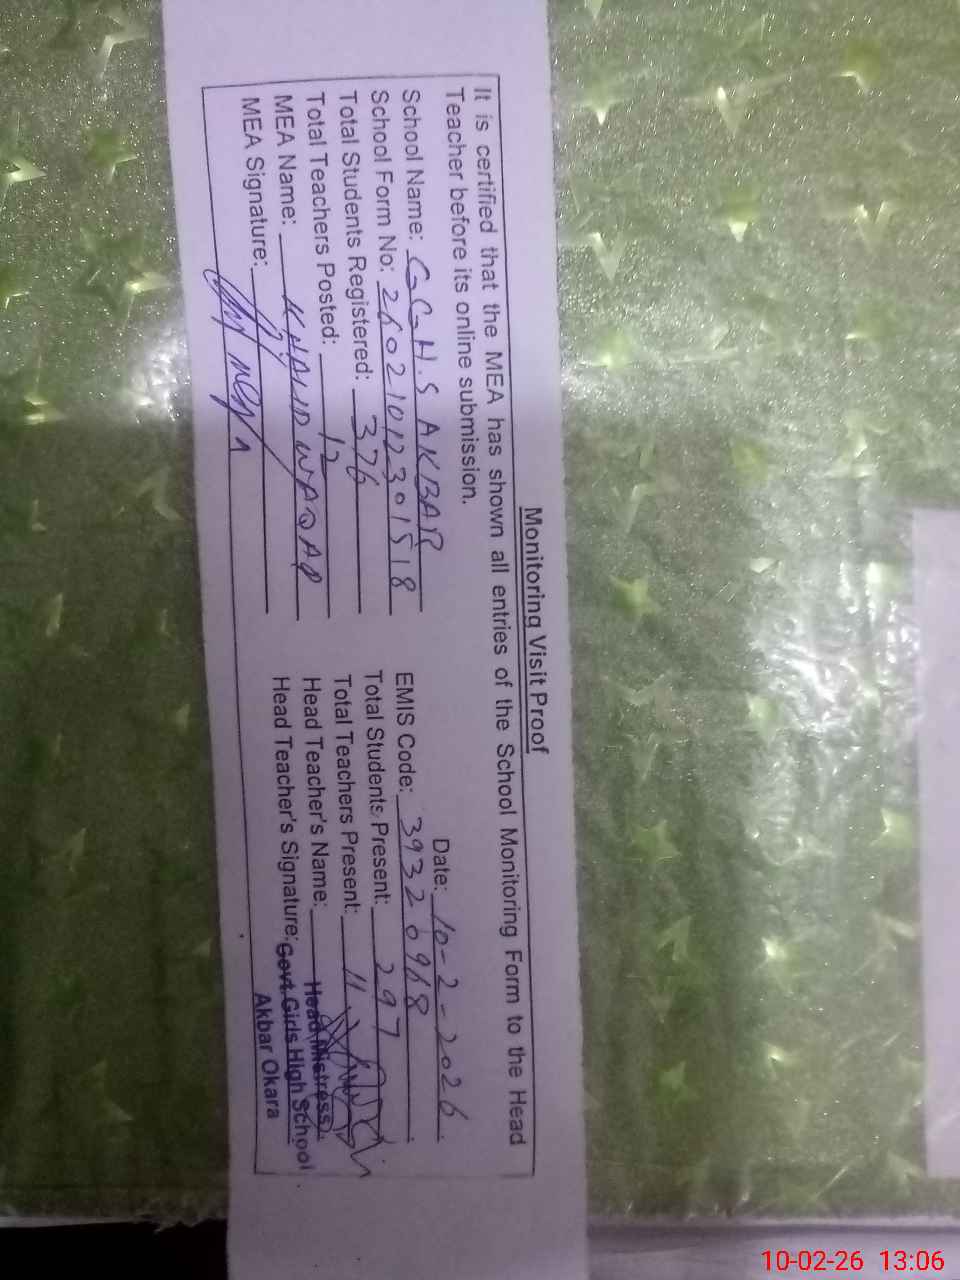 Monitoring Visit Proof
It is certified that the MEA has shown all entries of the School Monitoring Form to the Head
Teacher before its online submission.
Date: 10-2-2026
School Name: GGH.S AKBAR EMIS Code: 39320968
School Form No: 26021012301518 Total Students Present: 297
Total Students Registered: 376 Total Teachers Present: 11
Total Teachers Posted: 12 Head Teacher's Name:
MEA Name: Head Teacher's Signature:
MEA Signature:
Head Mistress
Govt. Girls High School
Akbar Okara
10-02-26 13:06